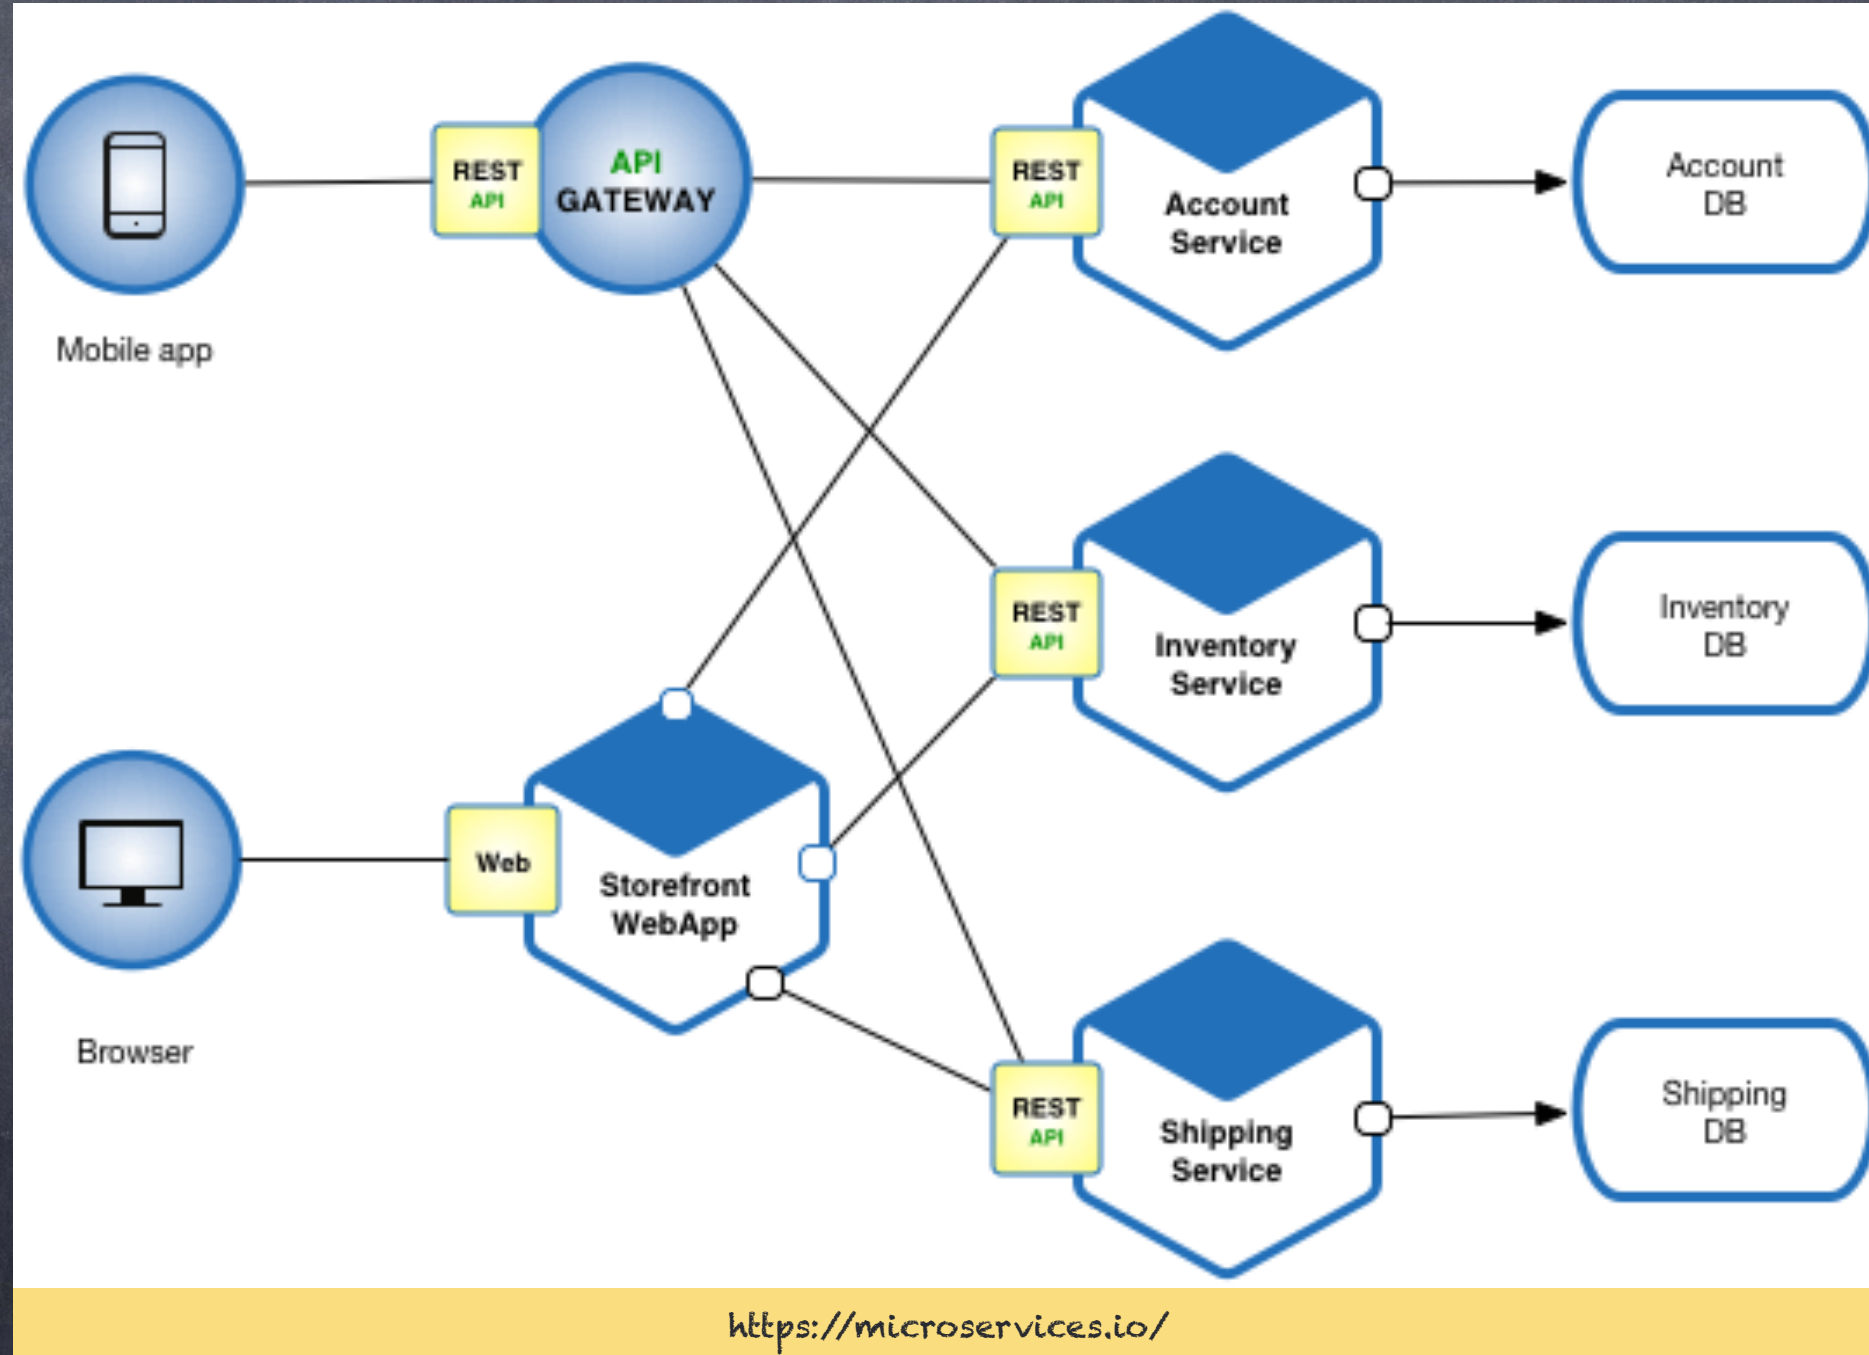 Mobile app
REST
API
API
GATEWAY
REST
API
Account
Service
Account
DB
REST
API
Inventory
Service
Inventory
DB
Browser
Web
Storefront
WebApp
REST
API
Shipping
Service
Shipping
DB
https://microservices.io/